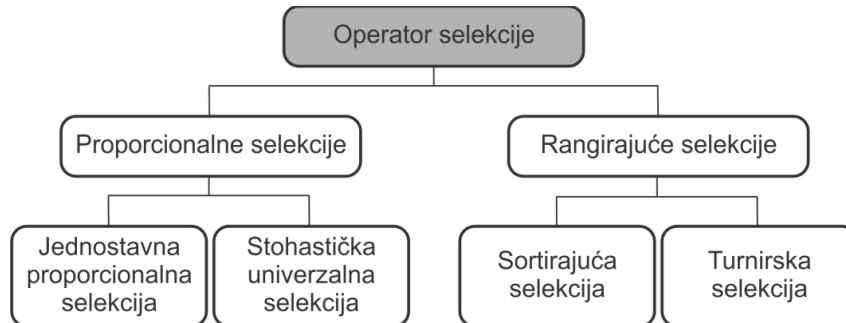 Operator selekcije
Proporcionalne selekcije
Rangirajuće selekcije
Jednostavna
proporcionalna
selekcija
Stohastička
univerzalna
selekcija
Sortirajuća
selekcija
Turnirska
selekcija